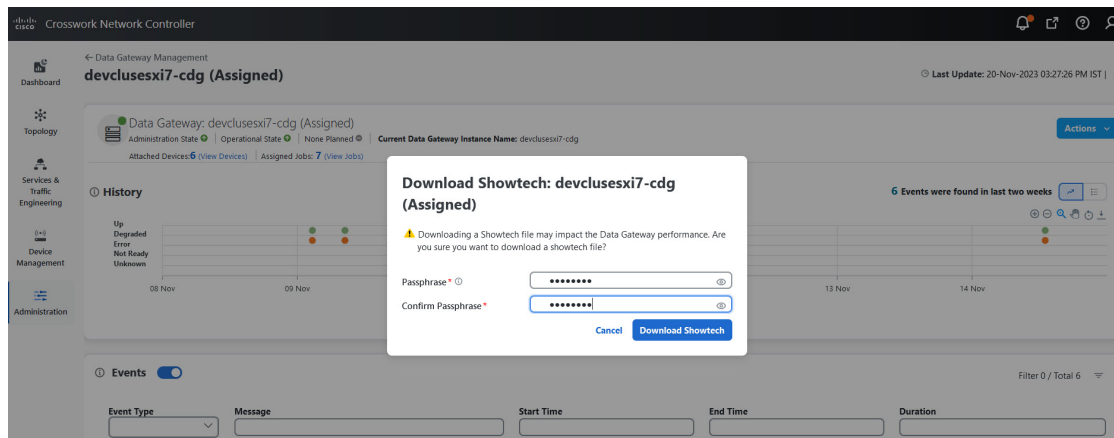 cisco Crosswork Network Controller
← Data Gateway Management
devclusesxi7-cdg (Assigned)
Last Update: 20-Nov-2023 03:27:26 PM IST |
Dashboard
Topology
Services &
Traffic
Engineering
Device
Management
Administration
Data Gateway: devclusesxi7-cdg (Assigned)
Administration State | Operational State | None Planned | Current Data Gateway Instance Name: devclusesxi7-cdg
Attached Devices:6 (View Devices) | Assigned Jobs: 7 (View Jobs)
Actions
History
6 Events were found in last two weeks
Up
Degraded
Error
Not Ready
Unknown
08 Nov 09 Nov 13 Nov 14 Nov
Download Showtech: devclusesxi7-cdg
(Assigned)
Downloading a Showtech file may impact the Data Gateway performance. Are
you sure you want to download a showtech file?
Passphrase*
Confirm Passphrase*
Cancel Download Showtech
Events
Filter 0 / Total 6
Event Type Message Start Time End Time Duration